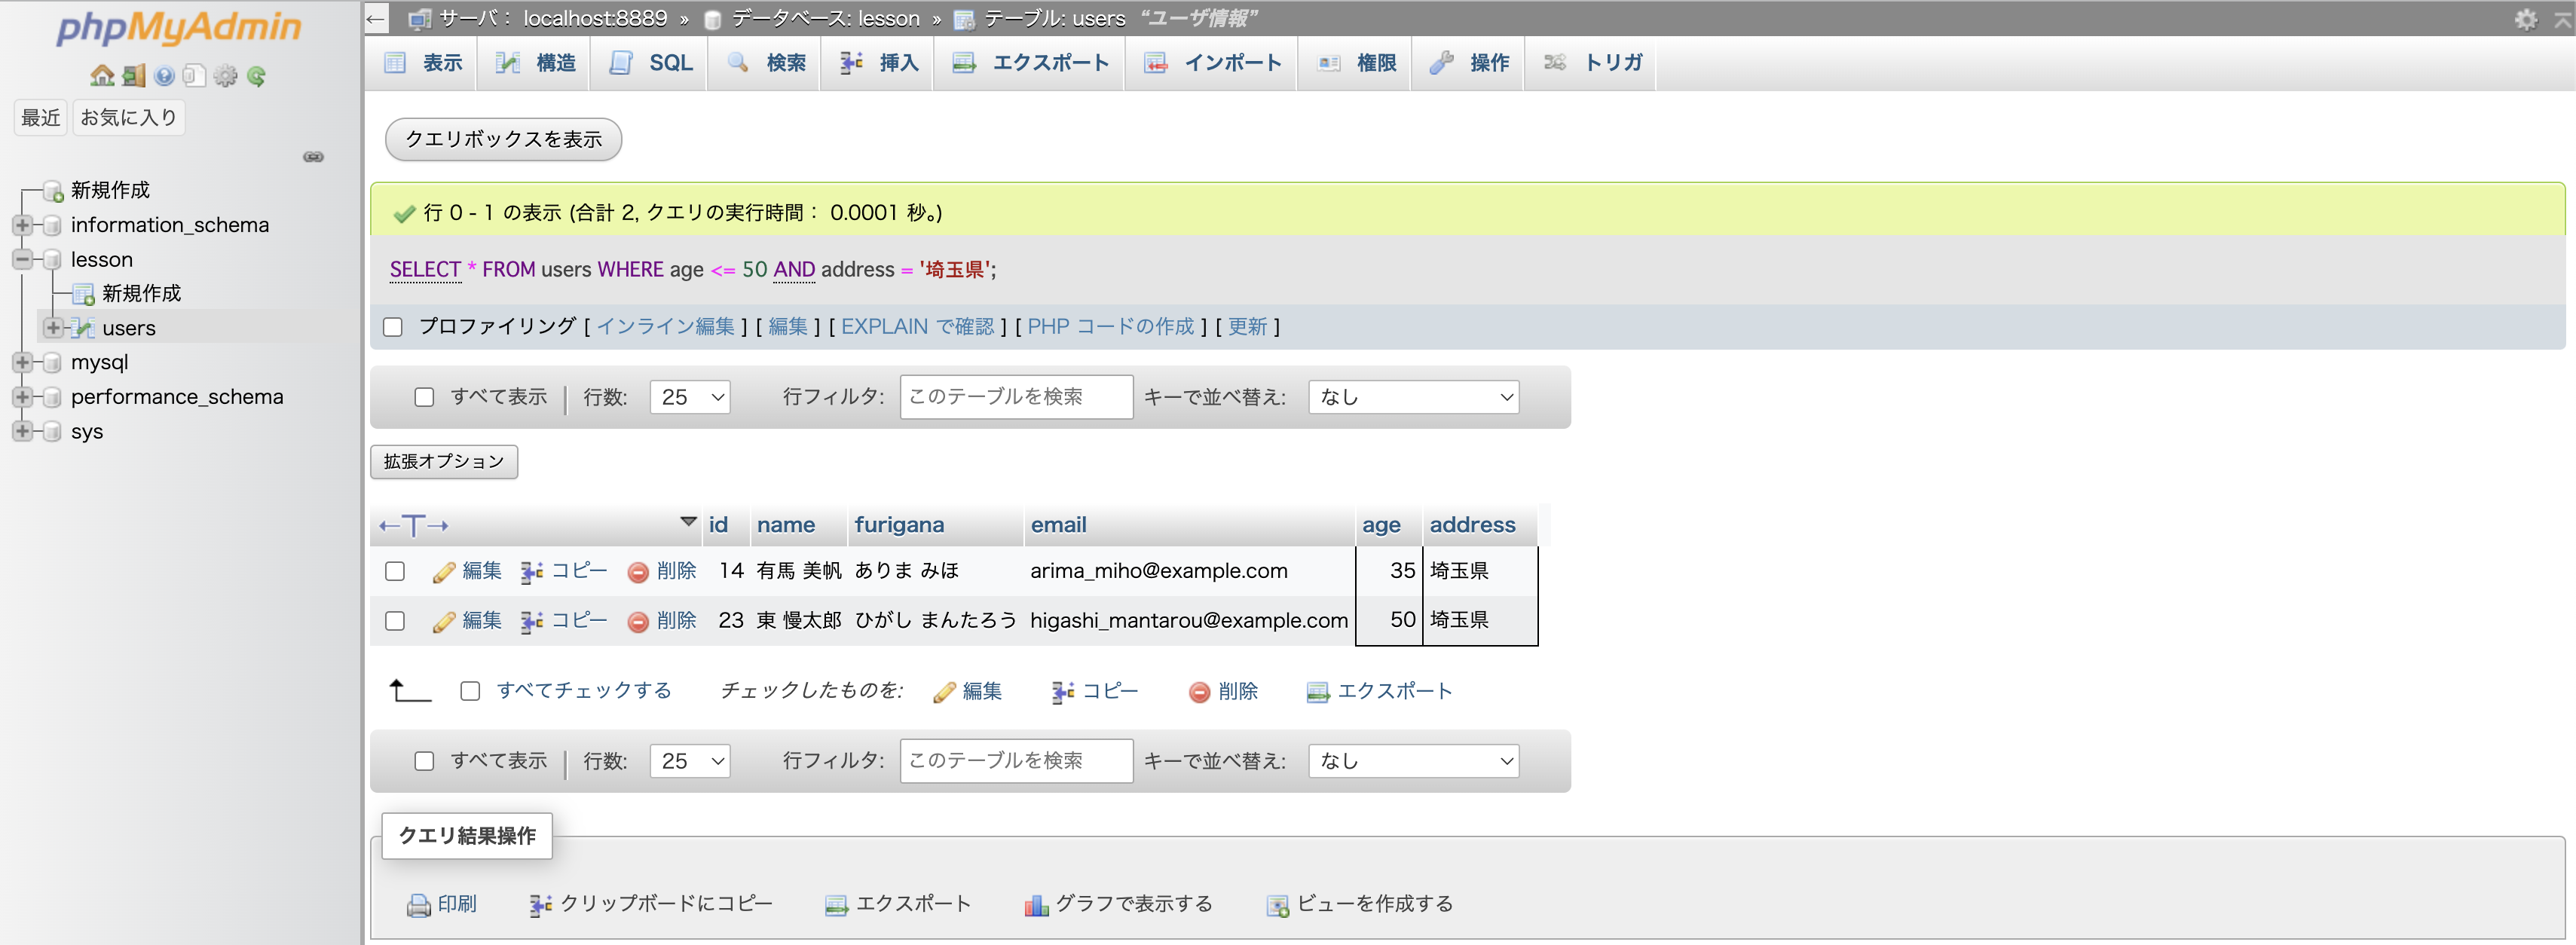 phpMyAdmin
最近 お気に入り
新規作成
information_schema
lesson
新規作成
users
mysql
performance_schema
sys
サーバ： localhost:8889 » データベース: lesson » テーブル: users “ユーザ情報”
表示 構造 SQL 検索 挿入 エクスポート インポート 権限 操作 トリガ
クエリボックスを表示
行 0 - 1 の表示 (合計 2, クエリの実行時間： 0.0001 秒。)
SELECT * FROM users WHERE age <= 50 AND address = '埼玉県';
プロファイリング [ インライン編集 ] [ 編集 ] [ EXPLAIN で確認 ] [ PHP コードの作成 ] [ 更新 ]
すべて表示 | 行数: 25 行フィルタ: このテーブルを検索 キーで並べ替え: なし
拡張オプション
←T→ id name furigana email age address
編集 コピー 削除 14 有馬 美帆 ありま みほ arima_miho@example.com 35 埼玉県
編集 コピー 削除 23 東 慢太郎 ひがし まんたろう higashi_mantarou@example.com 50 埼玉県
すべてチェックする チェックしたものを: 編集 コピー 削除 エクスポート
すべて表示 | 行数: 25 行フィルタ: このテーブルを検索 キーで並べ替え: なし
クエリ結果操作
印刷 クリップボードにコピー エクスポート グラフで表示する ビューを作成する